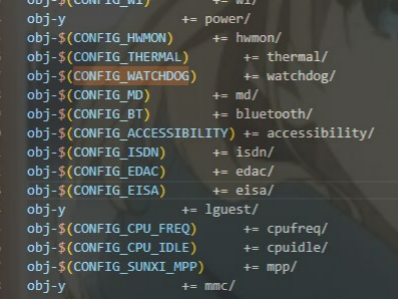 obj-$(CONFIG_W1) += w1/
obj-y += power/
obj-$(CONFIG_HWMON) += hwmon/
obj-$(CONFIG_THERMAL) += thermal/
obj-$(CONFIG_WATCHDOG) += watchdog/
obj-$(CONFIG_MD) += md/
obj-$(CONFIG_BT) += bluetooth/
obj-$(CONFIG_ACCESSIBILITY) += accessibility/
obj-$(CONFIG_ISDN) += isdn/
obj-$(CONFIG_EDAC) += edac/
obj-$(CONFIG_EISA) += eisa/
obj-y += lguest/
obj-$(CONFIG_CPU_FREQ) += cpufreq/
obj-$(CONFIG_CPU_IDLE) += cpuidle/
obj-$(CONFIG_SUNXI_MPP) += mpp/
obj-y += mmc/